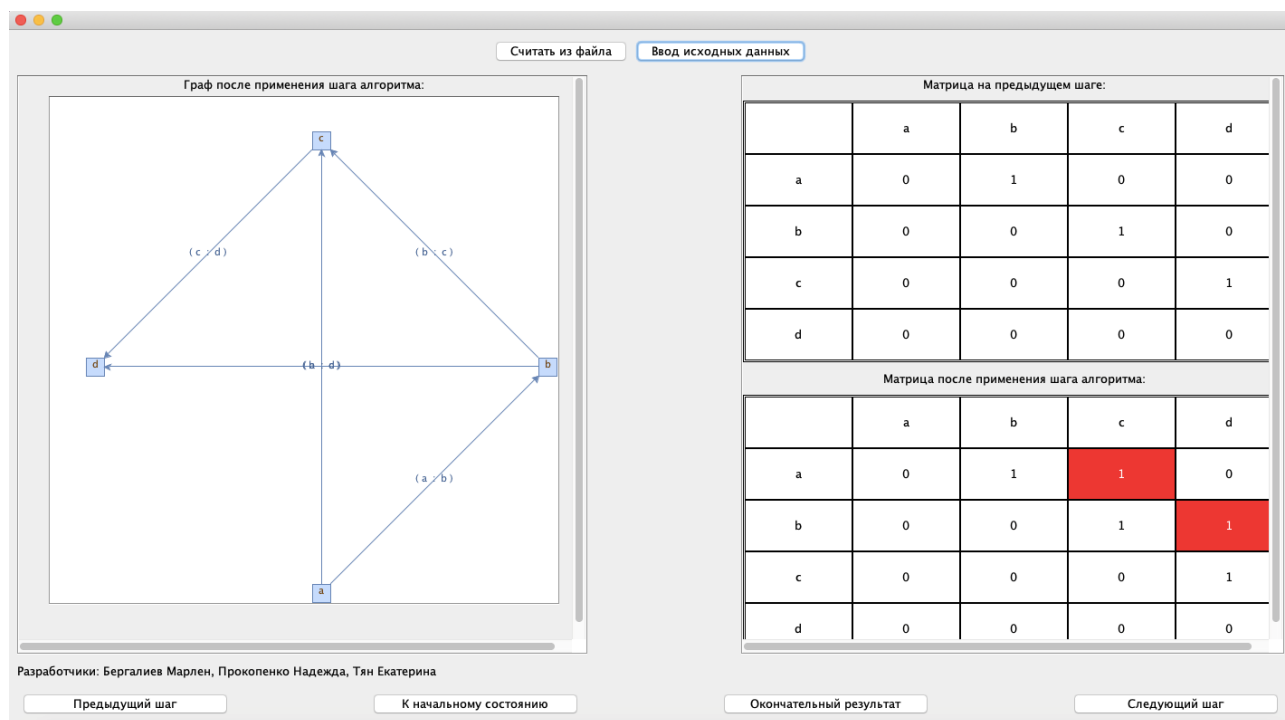 Считать из файла
Ввод исходных данных
Граф после применения шага алгоритма:
c
( c : d )
( b : c )
d
b
( a : b )
a
Матрица на предыдущем шаге:
a b c d
a 0 1 0 0
b 0 0 1 0
c 0 0 0 1
d 0 0 0 0
Матрица после применения шага алгоритма:
a b c d
a 0 1 1 0
b 0 0 1 1
c 0 0 0 1
d 0 0 0 0
Разработчики: Бергалиев Марлен, Прокопенко Надежда, Тян Екатерина
Предыдущий шаг
К начальному состоянию
Окончательный результат
Следующий шаг